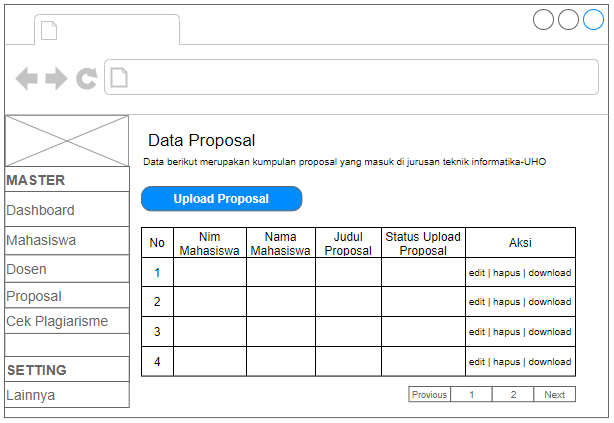 MASTER
Dashboard
Mahasiswa
Dosen
Proposal
Cek Plagiarisme
SETTING
Lainnya
Data Proposal
Data berikut merupakan kumpulan proposal yang masuk di jurusan teknik informatika-UHO
Upload Proposal
No
Nim
Mahasiswa
Nama
Mahasiswa
Judul
Proposal
Status Upload
Proposal
Aksi
1 edit | hapus | download
2 edit | hapus | download
3 edit | hapus | download
4 edit | hapus | download
Previous 1 2 Next